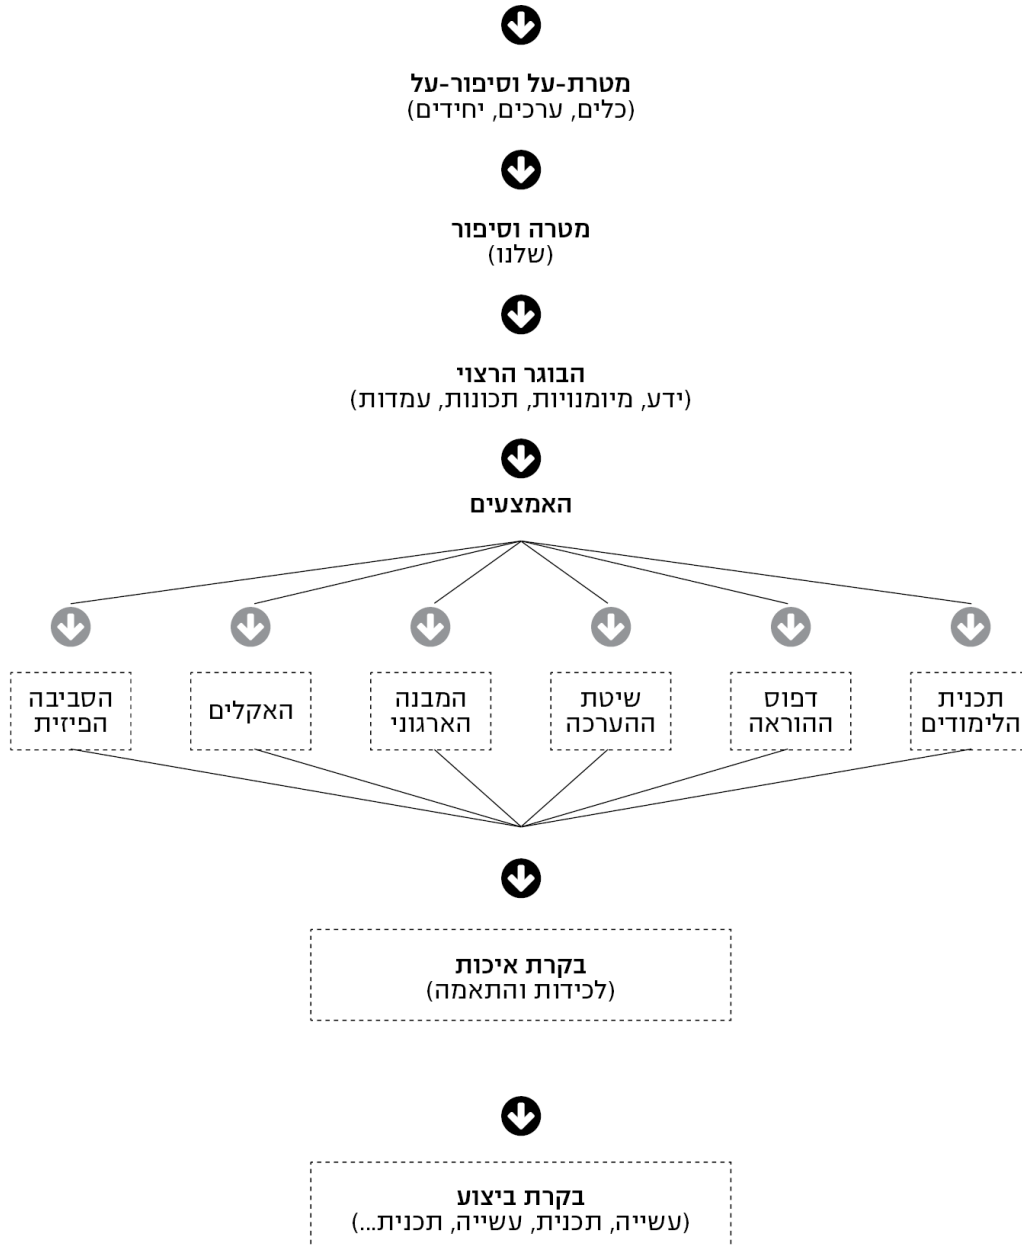 מטרת-על וסיפור-על
(כלים, ערכים, יחידים)
מטרה וסיפור
(שלנו)
הבוגר הרצוי
(ידע, מיומנויות, תכונות, עמדות)
האמצעים
תכנית
הלימודים
דפוס
ההוראה
שיטת
ההערכה
המבנה
הארגוני
האקלים
הסביבה
הפיזית
בקרת איכות
(לכידות והתאמה)
בקרת ביצוע
(עשייה, תכנית, עשייה, תכנית...)